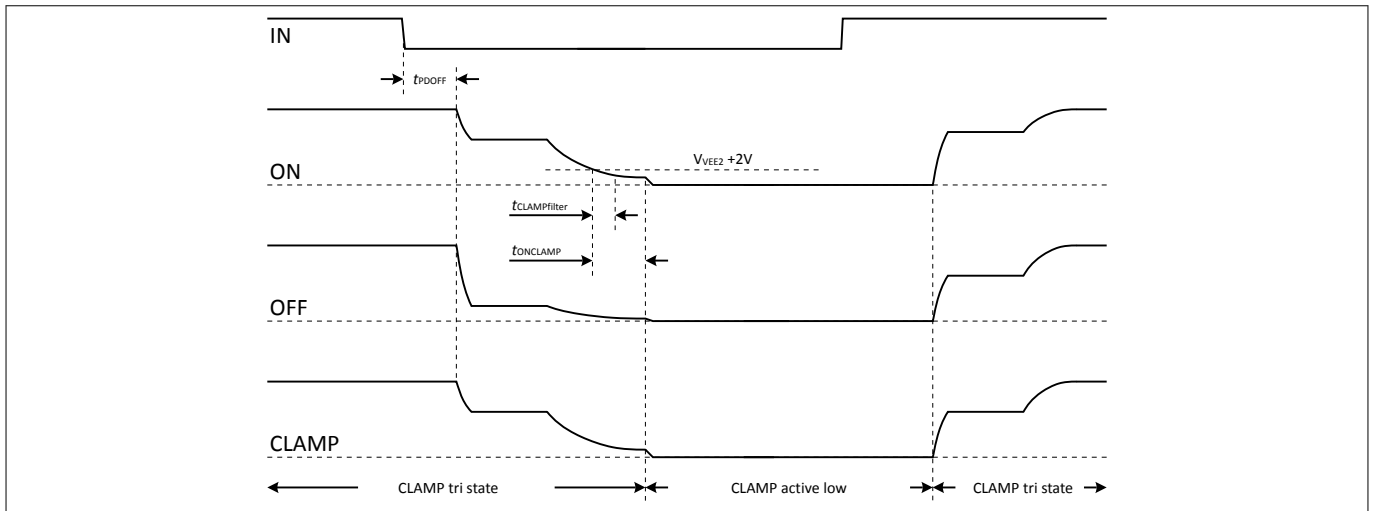 IN
tPDOFF
ON
VVEE2 +2V
tCLAMPfilter
tONCLAMP
OFF
CLAMP
CLAMP tri state
CLAMP active low
CLAMP tri state